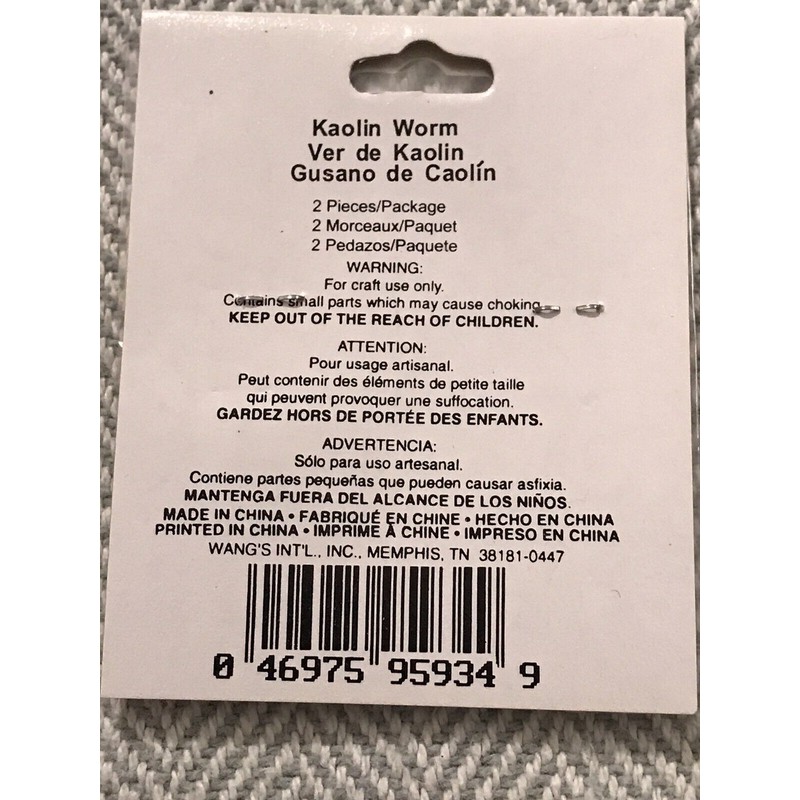 Kaolin Worm
Ver de Kaolin
Gusano de Caolín
2 Pieces/Package
2 Morceaux/Paquet
2 Pedazos/Paquete
WARNING:
For craft use only.
Contains small parts which may cause choking.
KEEP OUT OF THE REACH OF CHILDREN.
ATTENTION:
Pour usage artisanal.
Peut contenir des éléments de petite taille
qui peuvent provoquer une suffocation.
GARDEZ HORS DE PORTÉE DES ENFANTS.
ADVERTENCIA:
Sólo para uso artesanal.
Contiene partes pequeñas que pueden causar asfixia.
MANTENGA FUERA DEL ALCANCE DE LOS NIÑOS.
MADE IN CHINA • FABRIQUÉ EN CHINE • HECHO EN CHINA
PRINTED IN CHINA • IMPRIME À CHINE • IMPRESO EN CHINA
WANG'S INT'L., INC., MEMPHIS, TN 38181-0447
0 46975 95934 9